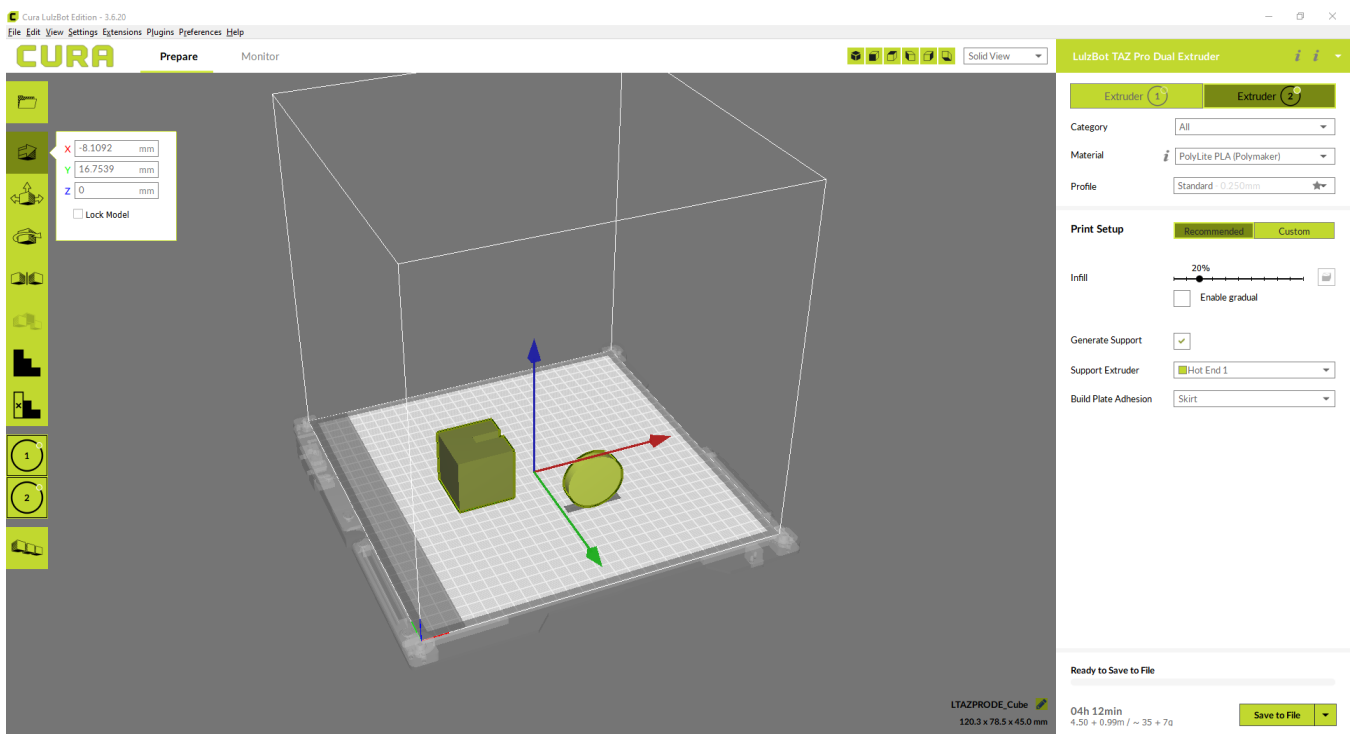 Cura LulzBot Edition - 3.6.20
File Edit View Settings Extensions Plugins Preferences Help
CURA Prepare Monitor Solid View LulzBot TAZ Pro Dual Extruder i i
Extruder 1 Extruder 2
Category All
Material i PolyLite PLA (Polymaker)
Profile Standard - 0.250mm
X -8.1092 mm
Y 16.7539 mm
Z 0 mm
Lock Model
Print Setup Recommended Custom
20%
Infill
Enable gradual
Generate Support
Support Extruder Hot End 1
Build Plate Adhesion Skirt
1
2
Ready to Save to File
LTAZPRODE_Cube
120.3 x 78.5 x 45.0 mm
04h 12min
4.50 + 0.99m / ~ 35 + 7g
Save to File